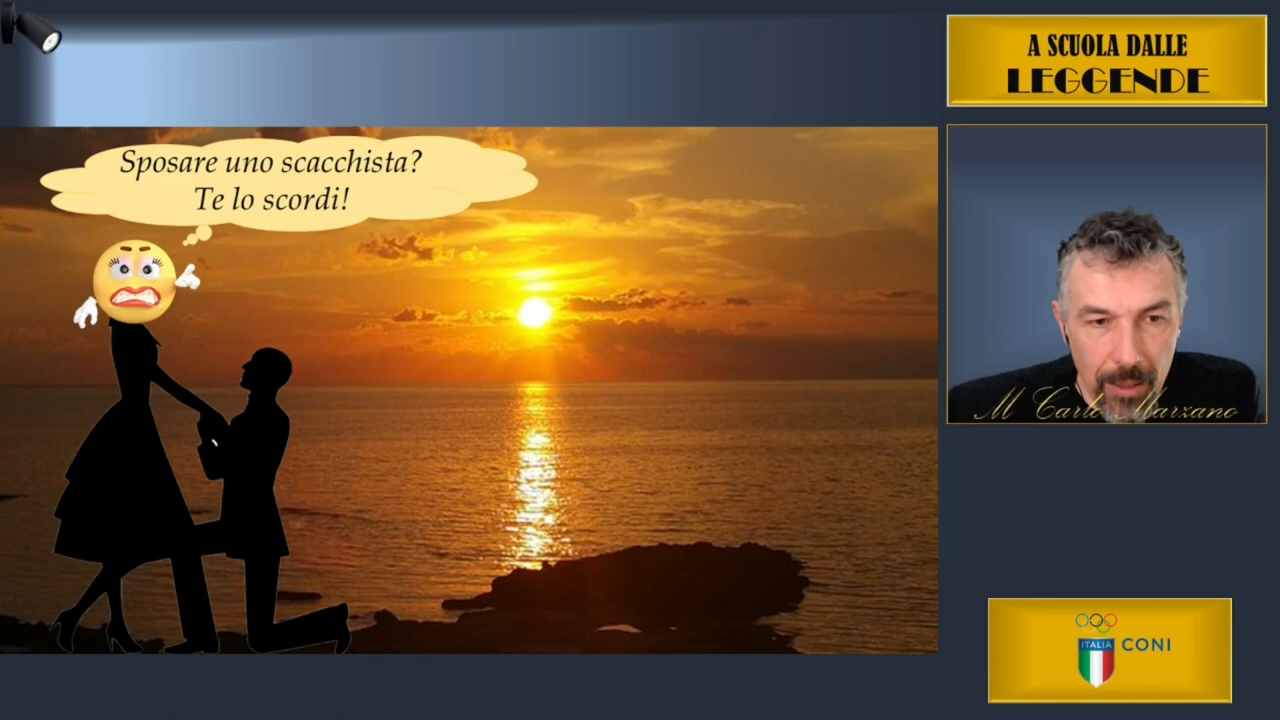 A SCUOLA DALLE
LEGGENDE
Sposare uno scacchista?
Te lo scordi!
M Carlo Marzano
ITALIA
CONI